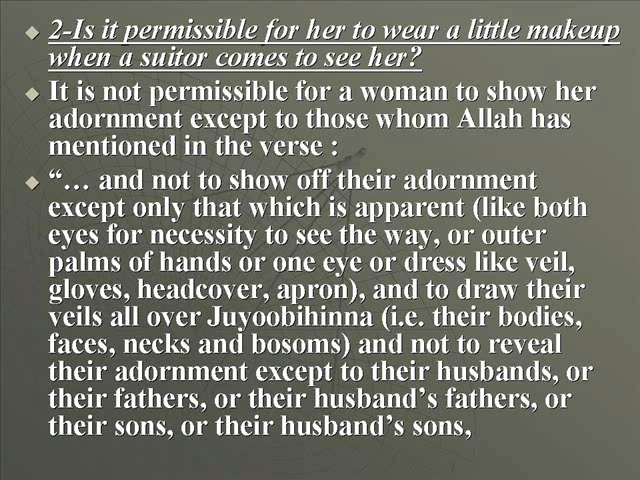 2-Is it permissible for her to wear a little makeup
when a suitor comes to see her?
It is not permissible for a woman to show her
adornment except to those whom Allah has
mentioned in the verse :
“… and not to show off their adornment
except only that which is apparent (like both
eyes for necessity to see the way, or outer
palms of hands or one eye or dress like veil,
gloves, headcover, apron), and to draw their
veils all over Juyoobihinna (i.e. their bodies,
faces, necks and bosoms) and not to reveal
their adornment except to their husbands, or
their fathers, or their husband’s fathers, or
their sons, or their husband’s sons,